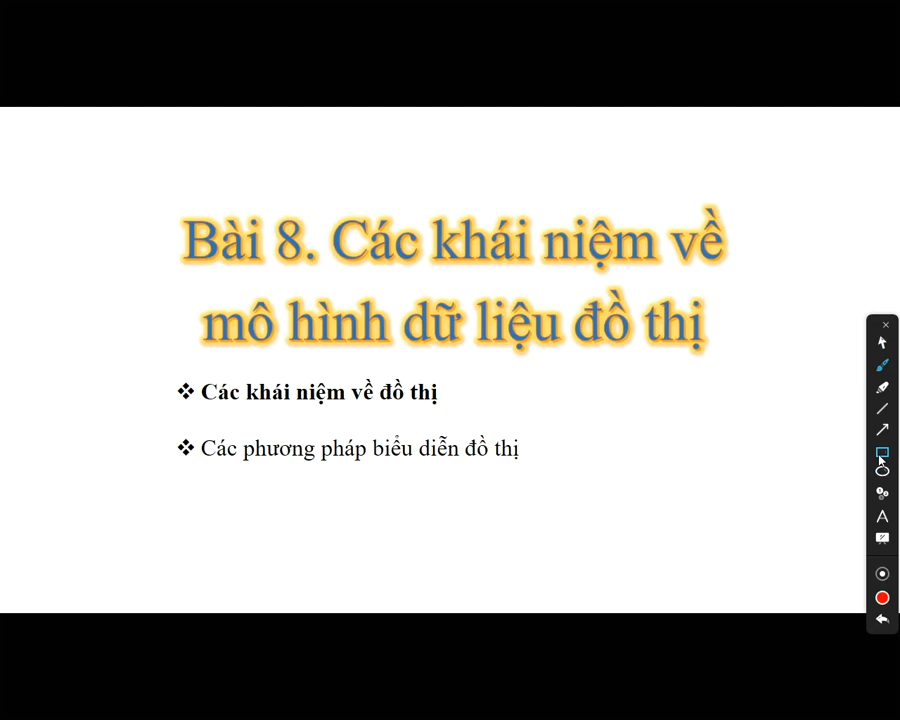 Bài 8. Các khái niệm về
mô hình dữ liệu đồ thị
❖ Các khái niệm về đồ thị
❖ Các phương pháp biểu diễn đồ thị